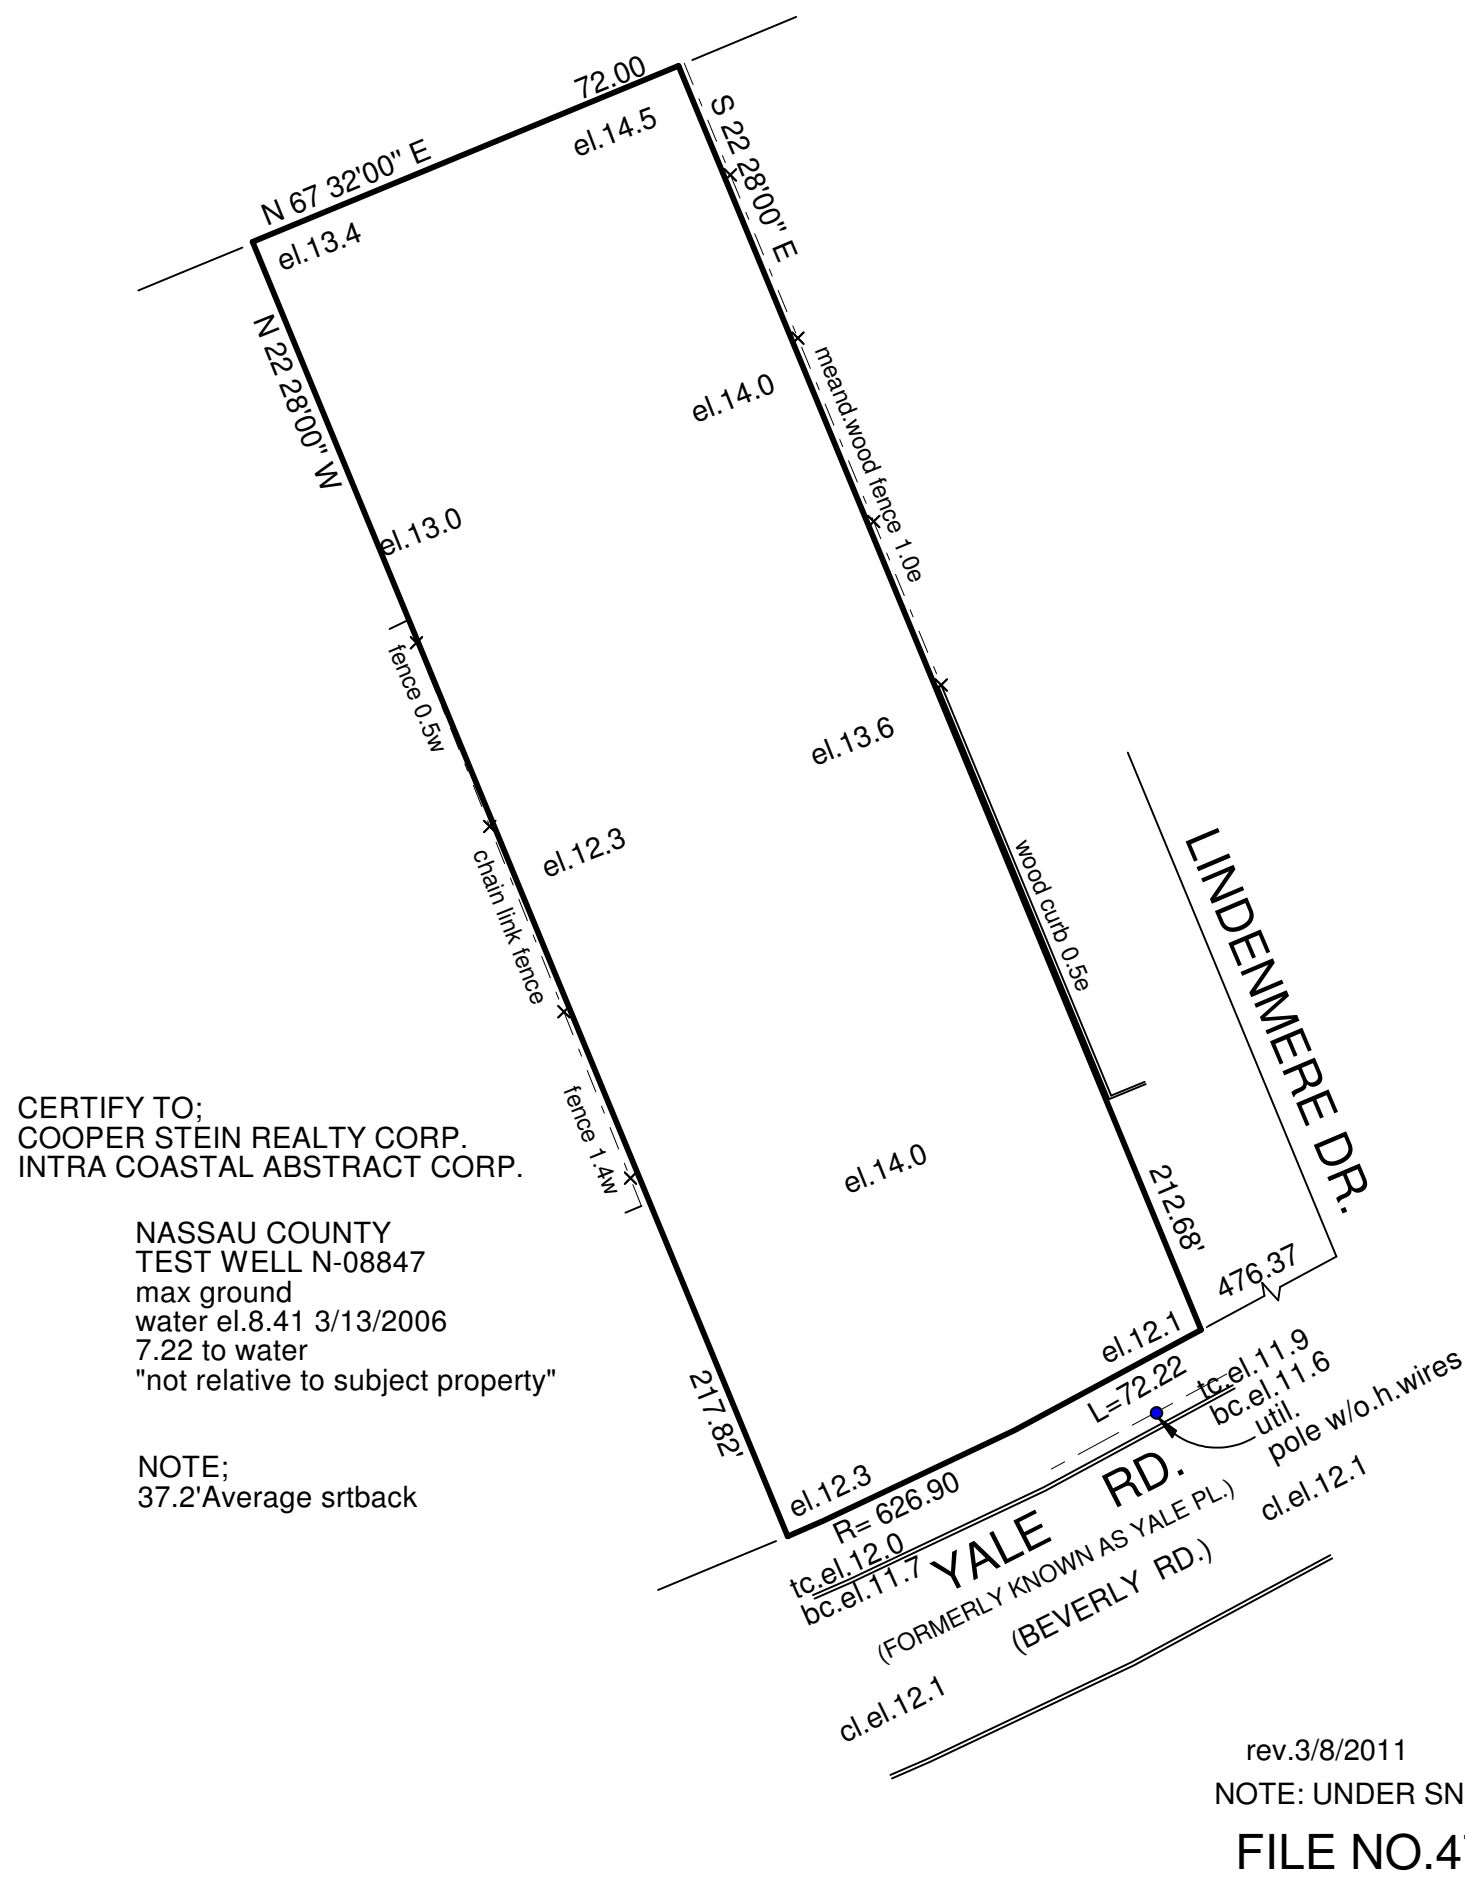 72.00
N 67 32'00" E
el.14.5
el.13.4
S 22 28'00" E
N 22 28'00" W
el.14.0
meand.wood fence 1.0e
el.13.0
fence 0.5w
el.13.6
el.12.3
wood curb 0.5e
LINDENMERE DR.
chain link fence
fence 1.4w
CERTIFY TO;
COOPER STEIN REALTY CORP.
INTRA COASTAL ABSTRACT CORP.
el.14.0
212.68'
NASSAU COUNTY
TEST WELL N-08847
max ground
water el.8.41 3/13/2006
7.22 to water
"not relative to subject property"
476.37
el.12.1
L=72.22
tc.el.11.9
bc.el.11.6
util.
pole w/o.h.wires
217.82'
NOTE;
37.2'Average srtback
el.12.3
R= 626.90
tc.el.12.0
bc.el.11.7
YALE RD.
(FORMERLY KNOWN AS YALE PL.)
(BEVERLY RD.)
cl.el.12.1
cl.el.12.1
rev.3/8/2011
NOTE: UNDER SN
FILE NO.4